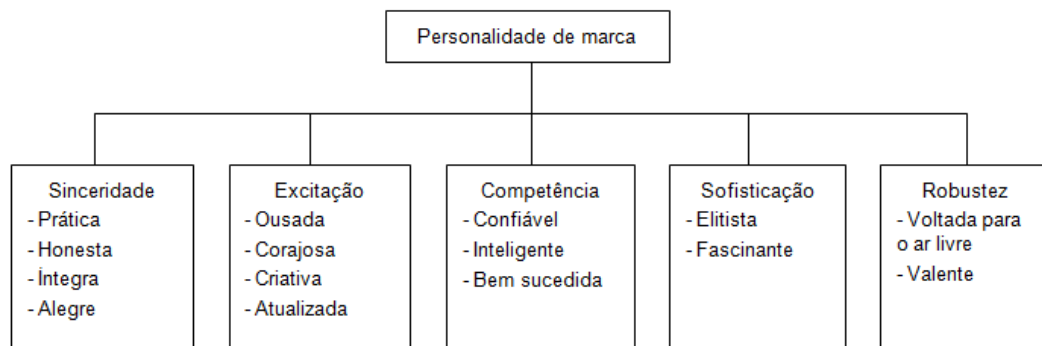 Personalidade de marca
Sinceridade
- Prática
- Honesta
- Íntegra
- Alegre
Excitação
- Ousada
- Corajosa
- Criativa
- Atualizada
Competência
- Confiável
- Inteligente
- Bem sucedida
Sofisticação
- Elitista
- Fascinante
Robustez
- Voltada para
o ar livre
- Valente